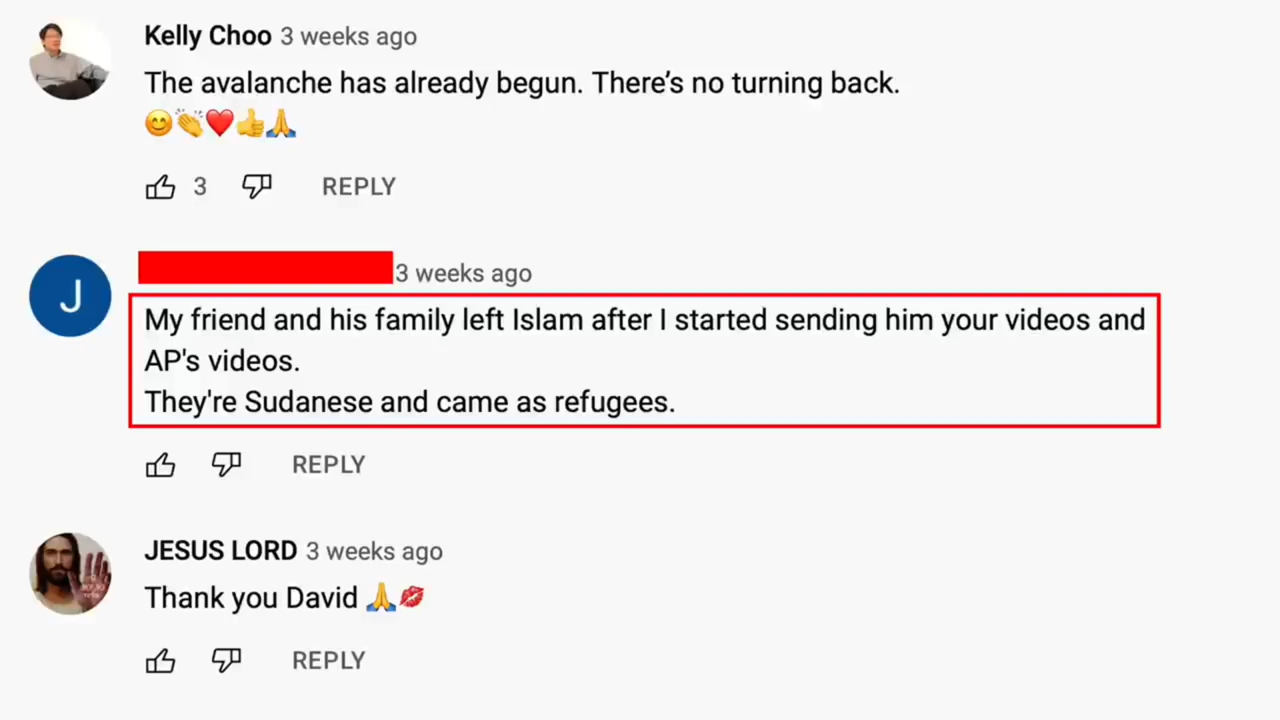 Kelly Choo 3 weeks ago
The avalanche has already begun. There’s no turning back.
😊👏❤️👍🙏
3 REPLY
J
3 weeks ago
My friend and his family left Islam after I started sending him your videos and
AP's videos.
They're Sudanese and came as refugees.
REPLY
JESUS LORD 3 weeks ago
Thank you David 🙏💋
REPLY